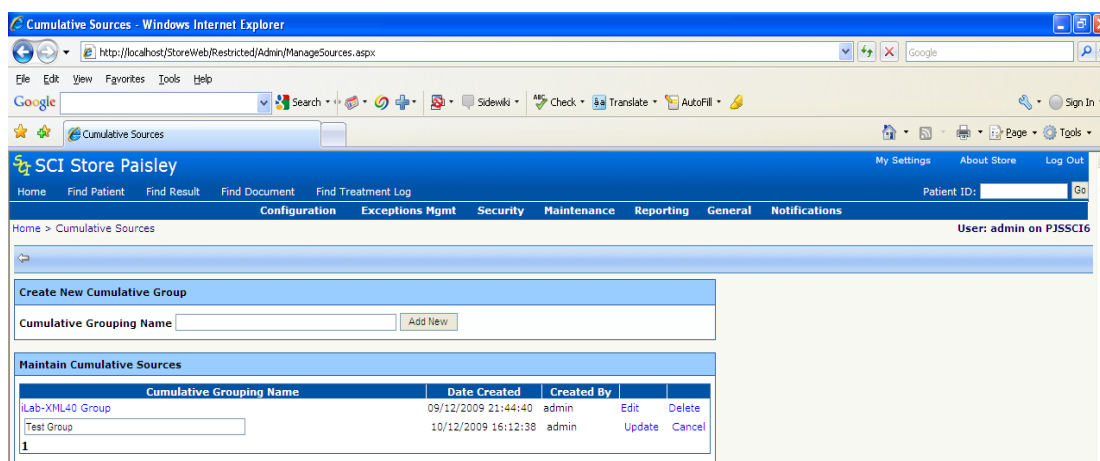 Cumulative Sources - Windows Internet Explorer
http://localhost/StoreWeb/Restricted/Admin/ManageSources.aspx Google
File Edit View Favorites Tools Help
Google Search Sidewiki Check Translate AutoFill Sign In
Cumulative Sources Page Tools
SCI Store Paisley My Settings About Store Log Out
Home Find Patient Find Result Find Document Find Treatment Log Patient ID: Go
Configuration Exceptions Mgmt Security Maintenance Reporting General Notifications
Home > Cumulative Sources User: admin on PJSSCI6
Create New Cumulative Group
Cumulative Grouping Name Add New
Maintain Cumulative Sources
Cumulative Grouping Name Date Created Created By
iLab-XML40 Group 09/12/2009 21:44:40 admin Edit Delete
Test Group 10/12/2009 16:12:38 admin Update Cancel
1